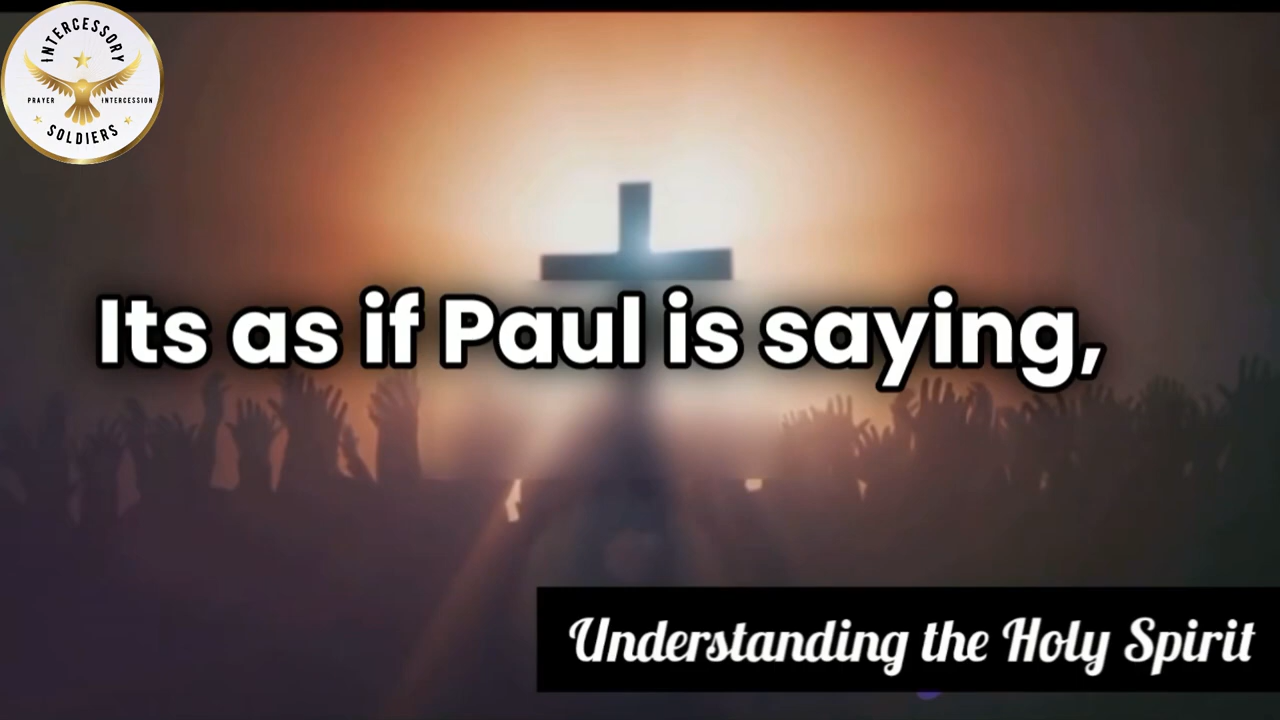 INTERCESSORY
PRAYER INTERCESSION
SOLDIERS
Its as if Paul is saying,
Understanding the Holy Spirit